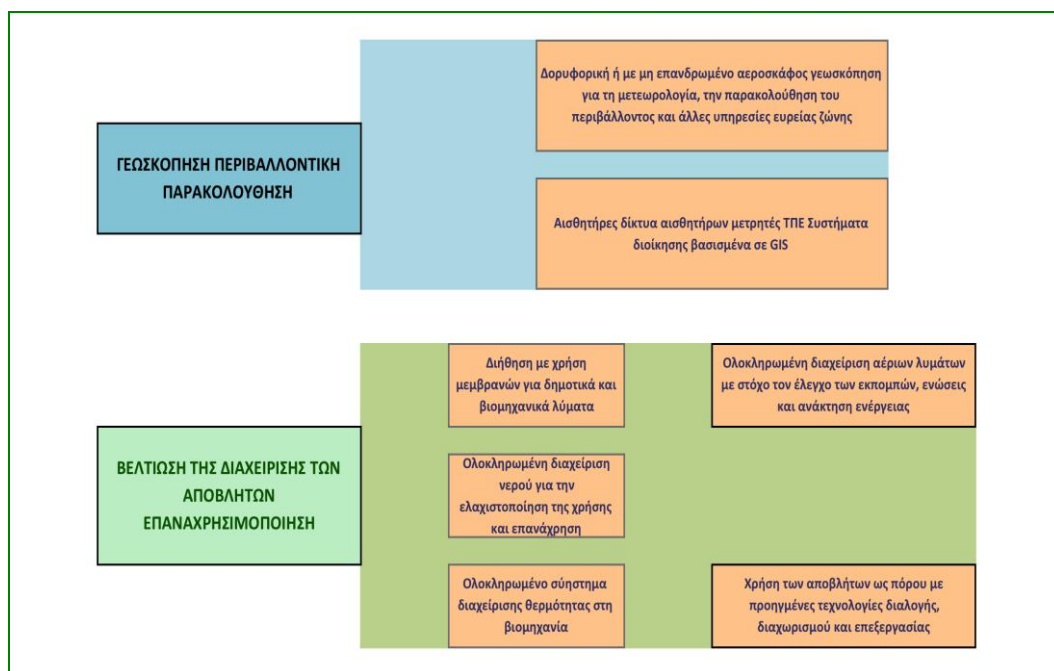 Δορυφορική ή με μη επανδρωμένο αεροσκάφος γεωσκόπηση
για τη μετεωρολογία, την παρακολούθηση του
περιβάλλοντος και άλλες υπηρεσίες ευρείας ζώνης
ΓΕΩΣΚΟΠΗΣΗ ΠΕΡΙΒΑΛΛΟΝΤΙΚΗ
ΠΑΡΑΚΟΛΟΥΘΗΣΗ
Αισθητήρες δίκτυα αισθητήρων μετρητές ΤΠΕ Συστήματα
διοίκησης βασισμένα σε GIS
Διήθηση με χρήση
μεμβρανών για δημοτικά και
βιομηχανικά λύματα
Ολοκληρωμένη διαχείριση αέριων λυμάτων
με στόχο τον έλεγχο των εκπομπών, ενώσεις
και ανάκτηση ενέργειας
ΒΕΛΤΙΩΣΗ ΤΗΣ ΔΙΑΧΕΙΡΙΣΗΣ ΤΩΝ
ΑΠΟΒΛΗΤΩΝ
ΕΠΑΝΑΧΡΗΣΙΜΟΠΟΙΗΣΗ
Ολοκληρωμένη διαχείριση
νερού για την
ελαχιστοποίηση της χρήσης
και επανάχρηση
Ολοκληρωμένο σύηστημα
διαχείρισης θερμότητας στη
βιομηχανία
Χρήση των αποβλήτων ως πόρου με
προηγμένες τεχνολογίες διαλογής,
διαχωρισμού και επεξεργασίας